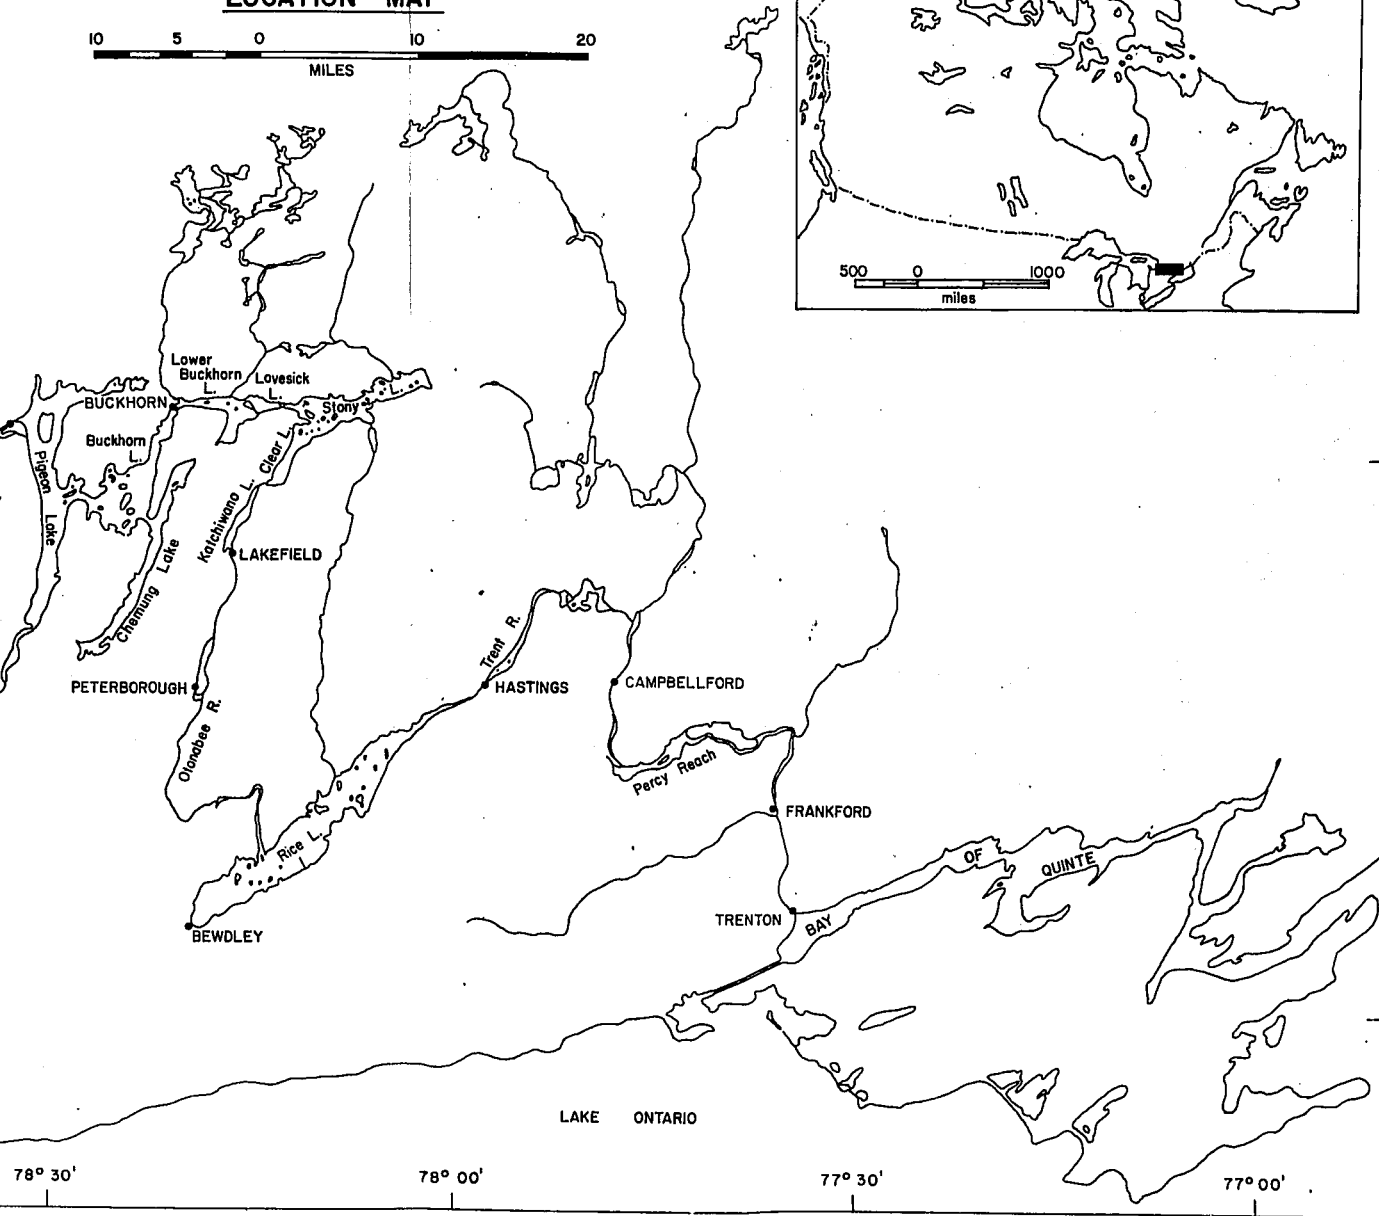 LOCATION MAP
10 5 0 10 20
MILES
500 0 1000
miles
Lower
Buckhorn
L.
Lovesick
L.
Stony L.
BUCKHORN
Buckhorn
L.
Clear L.
Pigeon Lake
Katchiwano L.
LAKEFIELD
Chemung Lake
Trent R.
PETERBOROUGH
HASTINGS
CAMPBELLFORD
Otonabee R.
Percy Reach
FRANKFORD
Rice L.
BAY OF QUINTE
TRENTON
BEWDLEY
LAKE ONTARIO
78° 30'
78° 00'
77° 30'
77° 00'